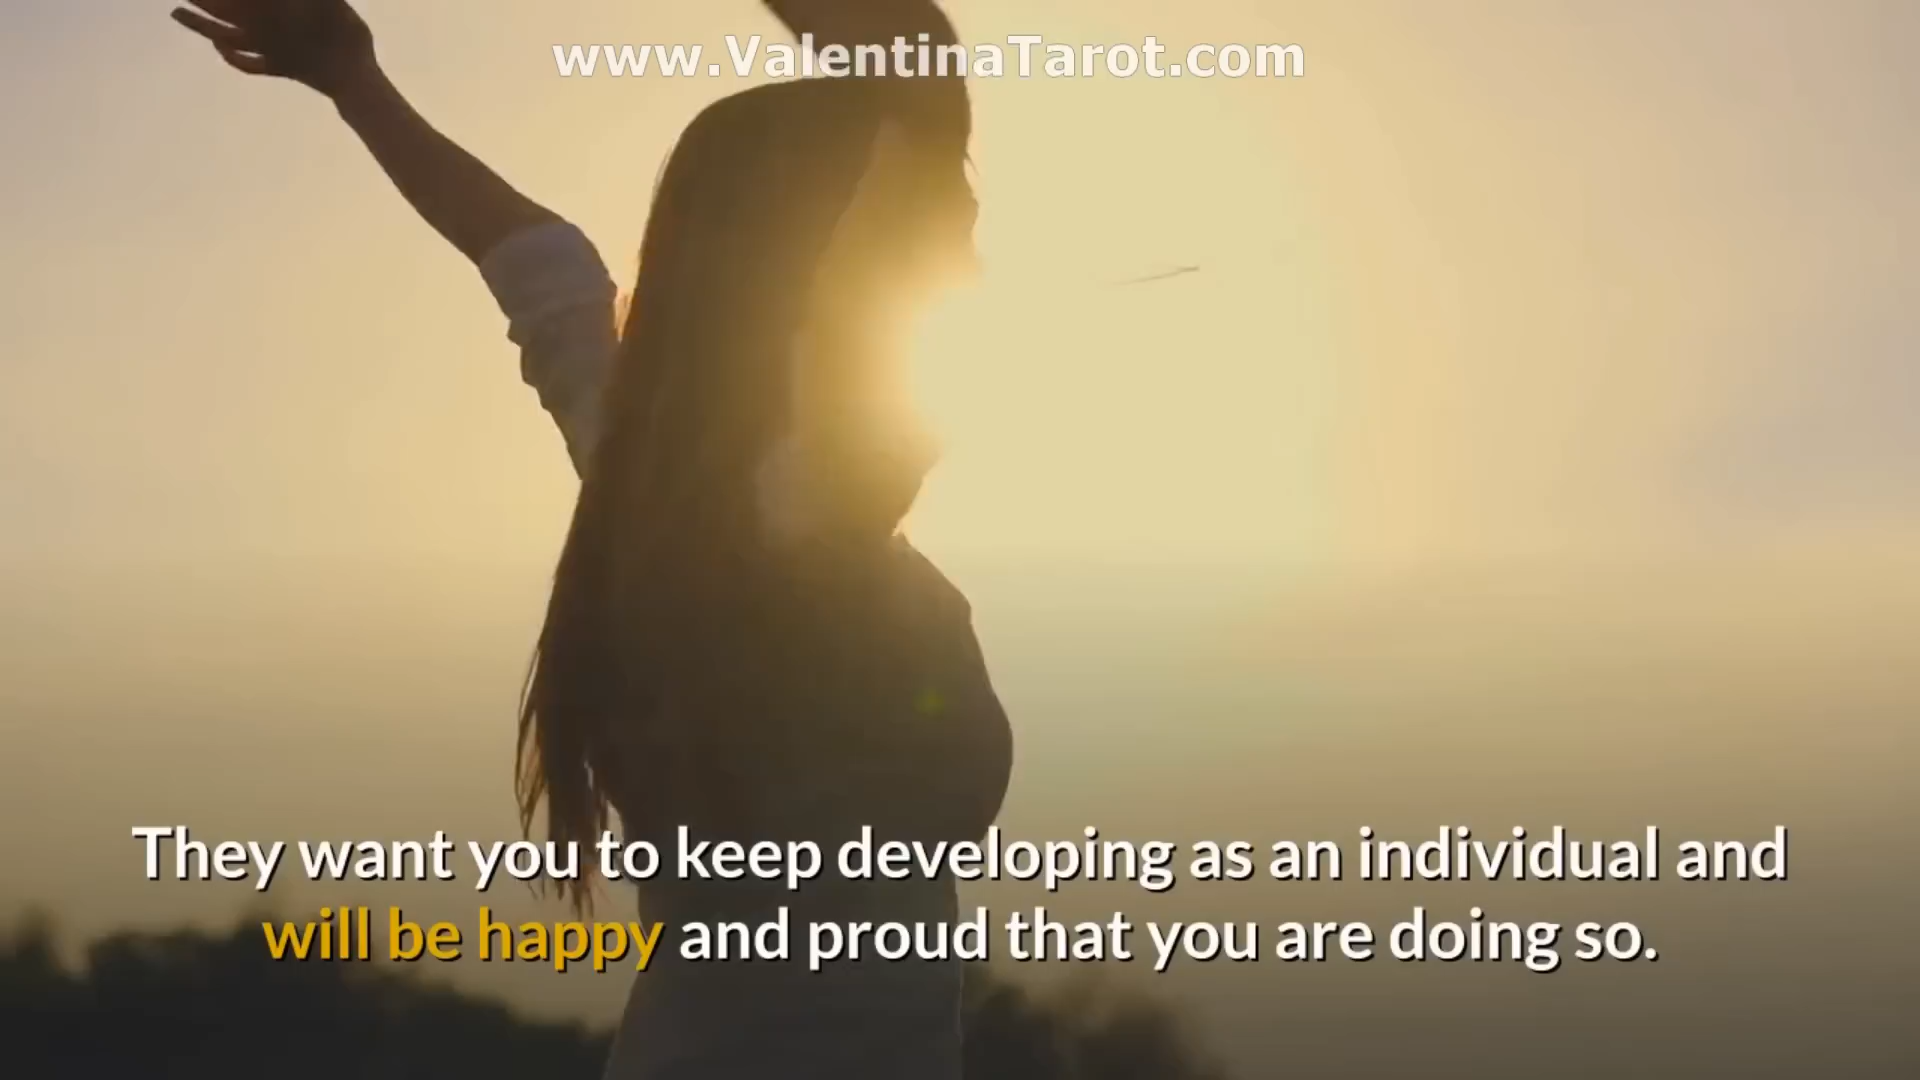 www.ValentinaTarot.com
They want you to keep developing as an individual and
will be happy and proud that you are doing so.